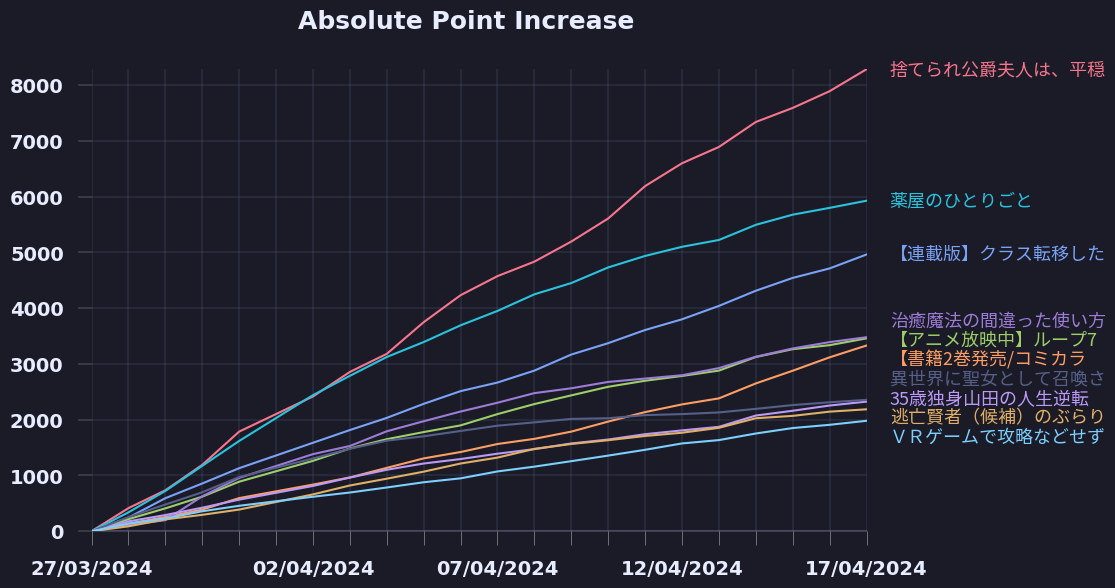 Absolute Point Increase
8000
7000
6000
5000
4000
3000
2000
1000
0
27/03/2024
02/04/2024
07/04/2024
12/04/2024
17/04/2024
捨てられ公爵夫人は、平穏
薬屋のひとりごと
【連載版】クラス転移した
治癒魔法の間違った使い方
【アニメ放映中】ループ7
【書籍2巻発売/コミカラ
異世界に聖女として召喚さ
35歳独身山田の人生逆転
逃亡賢者（候補）のぶらり
ＶＲゲームで攻略などせず